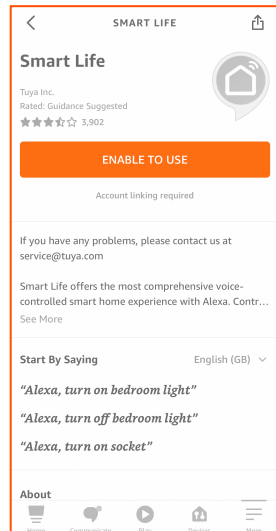 SMART LIFE
Smart Life
Tuya Inc.
Rated: Guidance Suggested
3,902
ENABLE TO USE
Account linking required
If you have any problems, please contact us at
service@tuya.com
Smart Life offers the most comprehensive voice-
controlled smart home experience with Alexa. Contr...
See More
Start By Saying
English (GB)
“Alexa, turn on bedroom light”
“Alexa, turn off bedroom light”
“Alexa, turn on socket”
About
Home
Communicate
Play
Devices
More